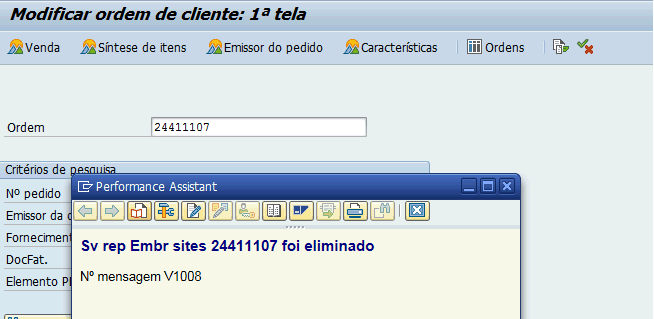 Modificar ordem de cliente: 1ª tela
Venda Síntese de itens Emissor do pedido Características Ordens
Ordem 24411107
Critérios de pesquisa
Nº pedido
Emissor da o
Forneciment
DocFat.
Elemento P
Performance Assistant
Sv rep Embr sites 24411107 foi eliminado
Nº mensagem V1008